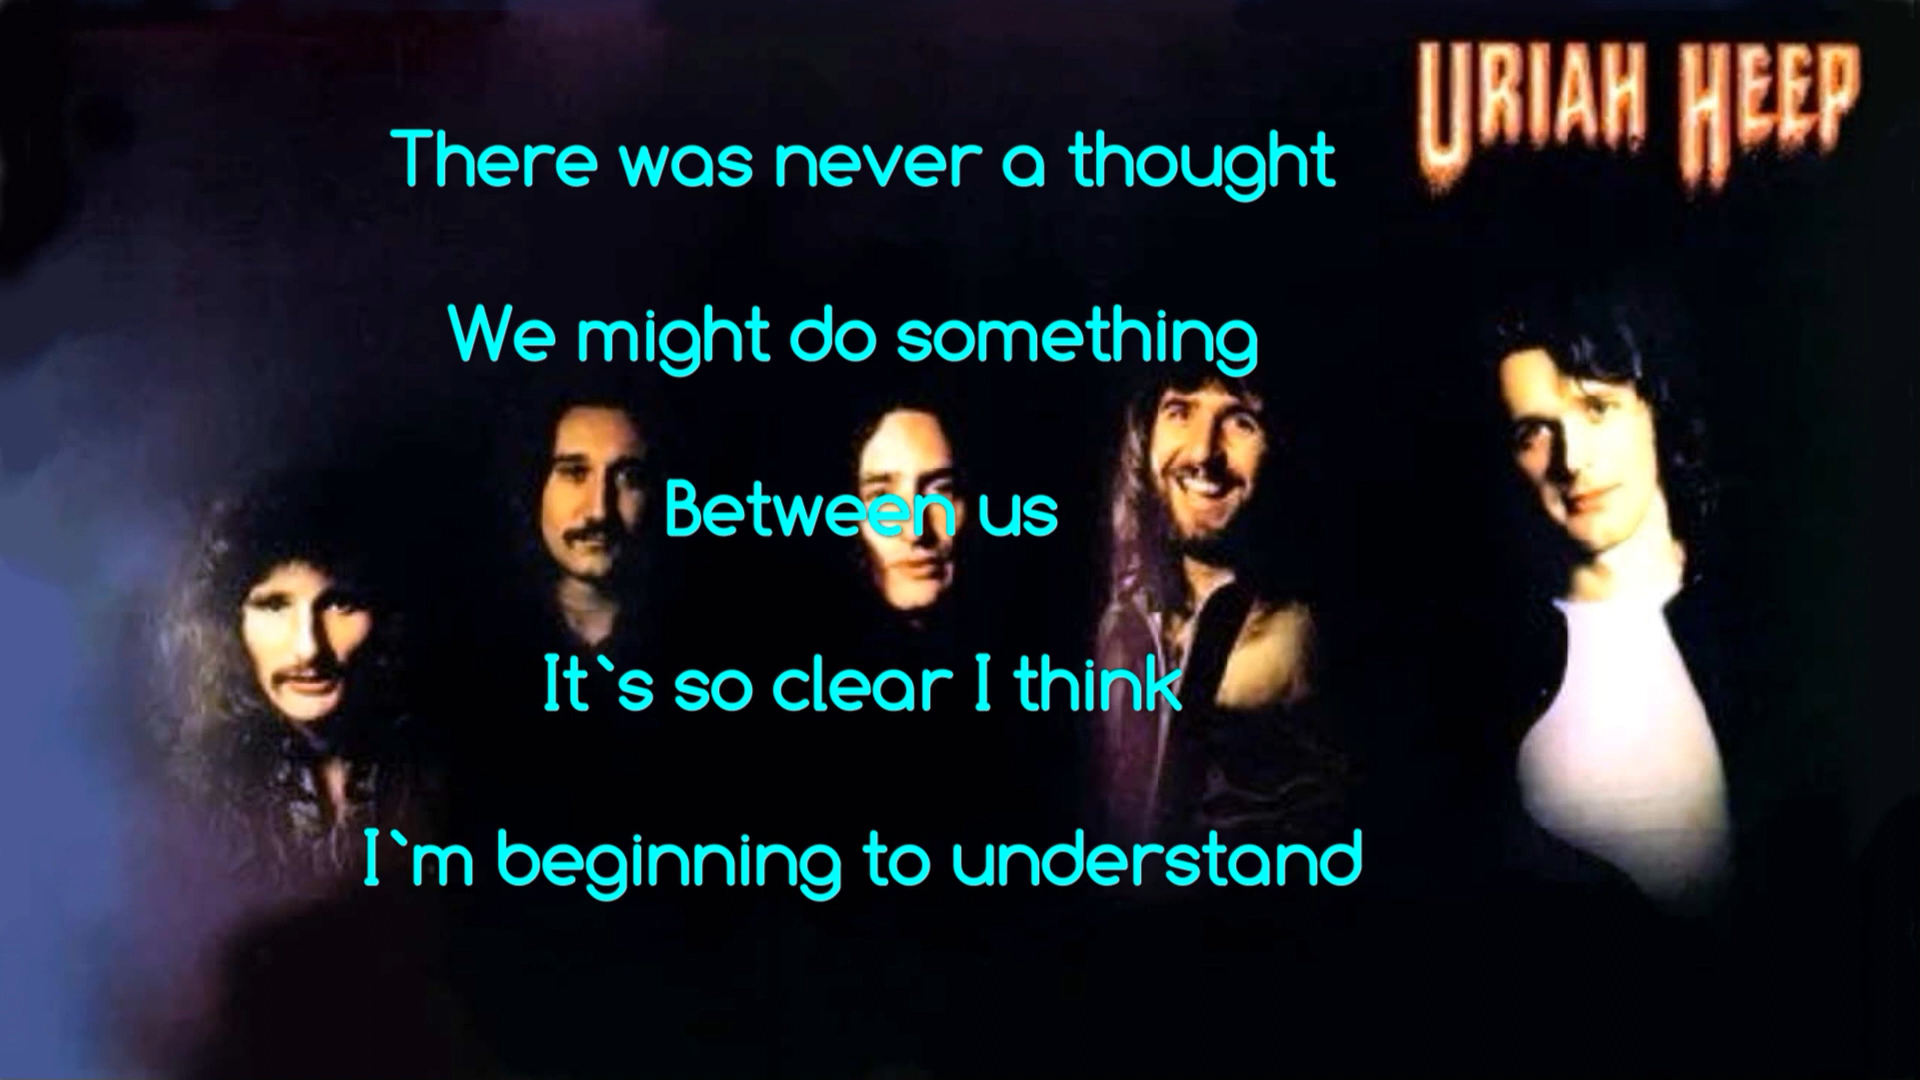 URIAH HEEP
There was never a thought
We might do something
Between us
It`s so clear I think
I`m beginning to understand